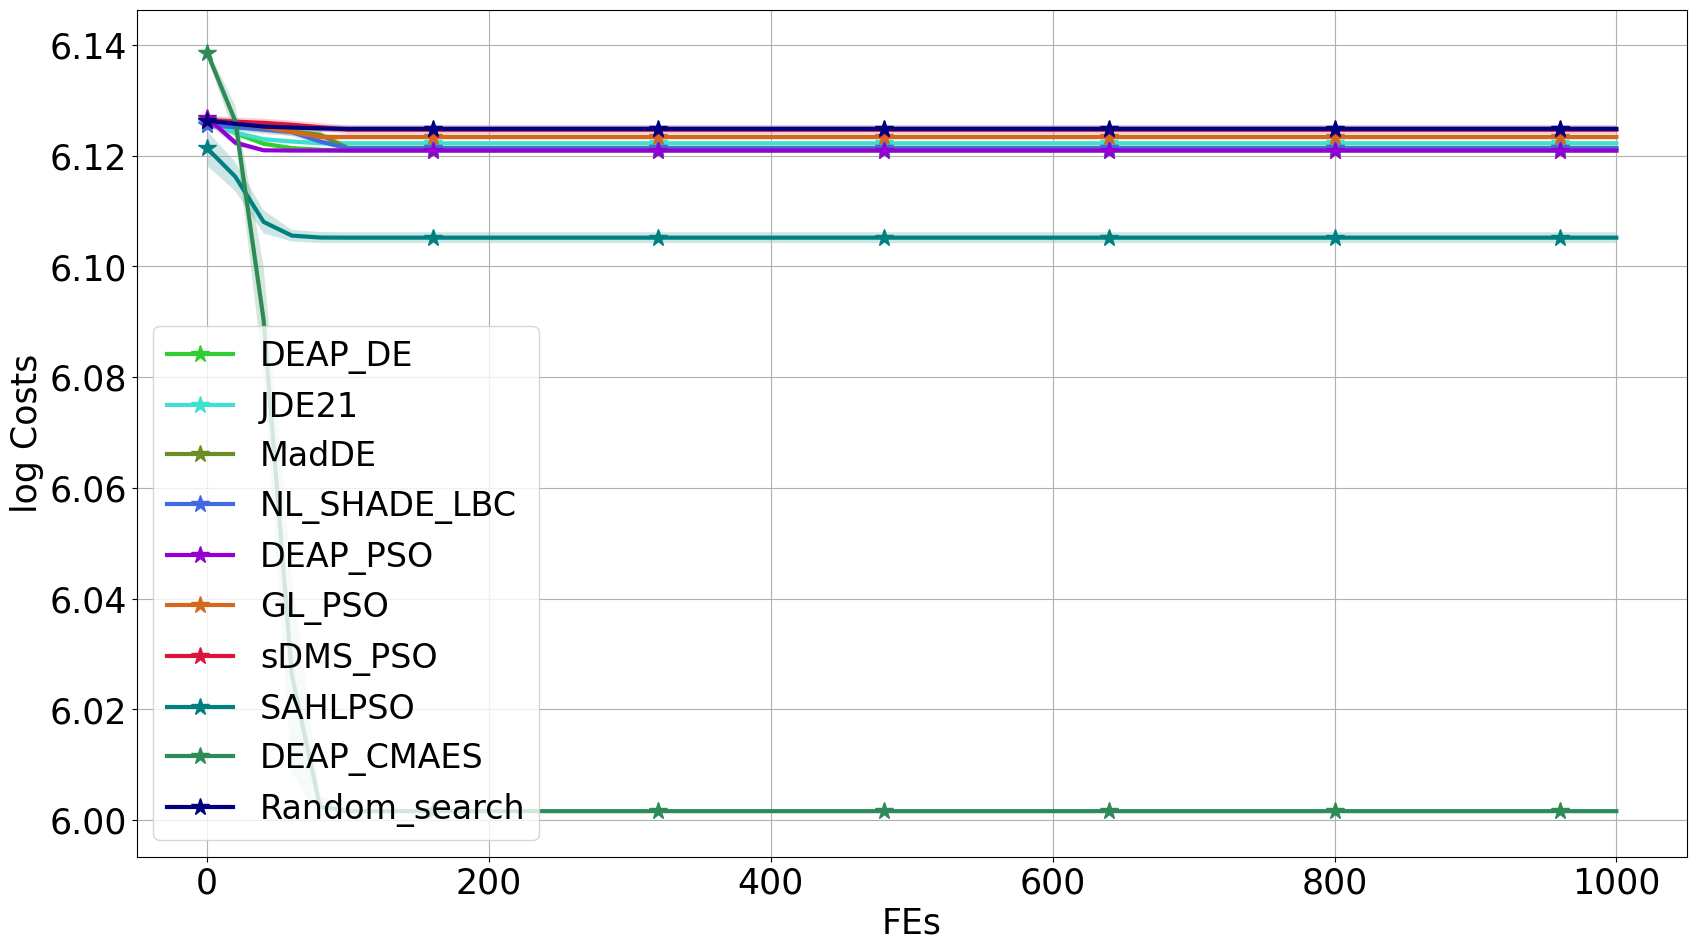 6.14
6.12
6.10
6.08
6.06
6.04
6.02
6.00
log Costs
DEAP_DE
JDE21
MadDE
NL_SHADE_LBC
DEAP_PSO
GL_PSO
sDMS_PSO
SAHLPSO
DEAP_CMAES
Random_search
0 200 400 600 800 1000
FEs